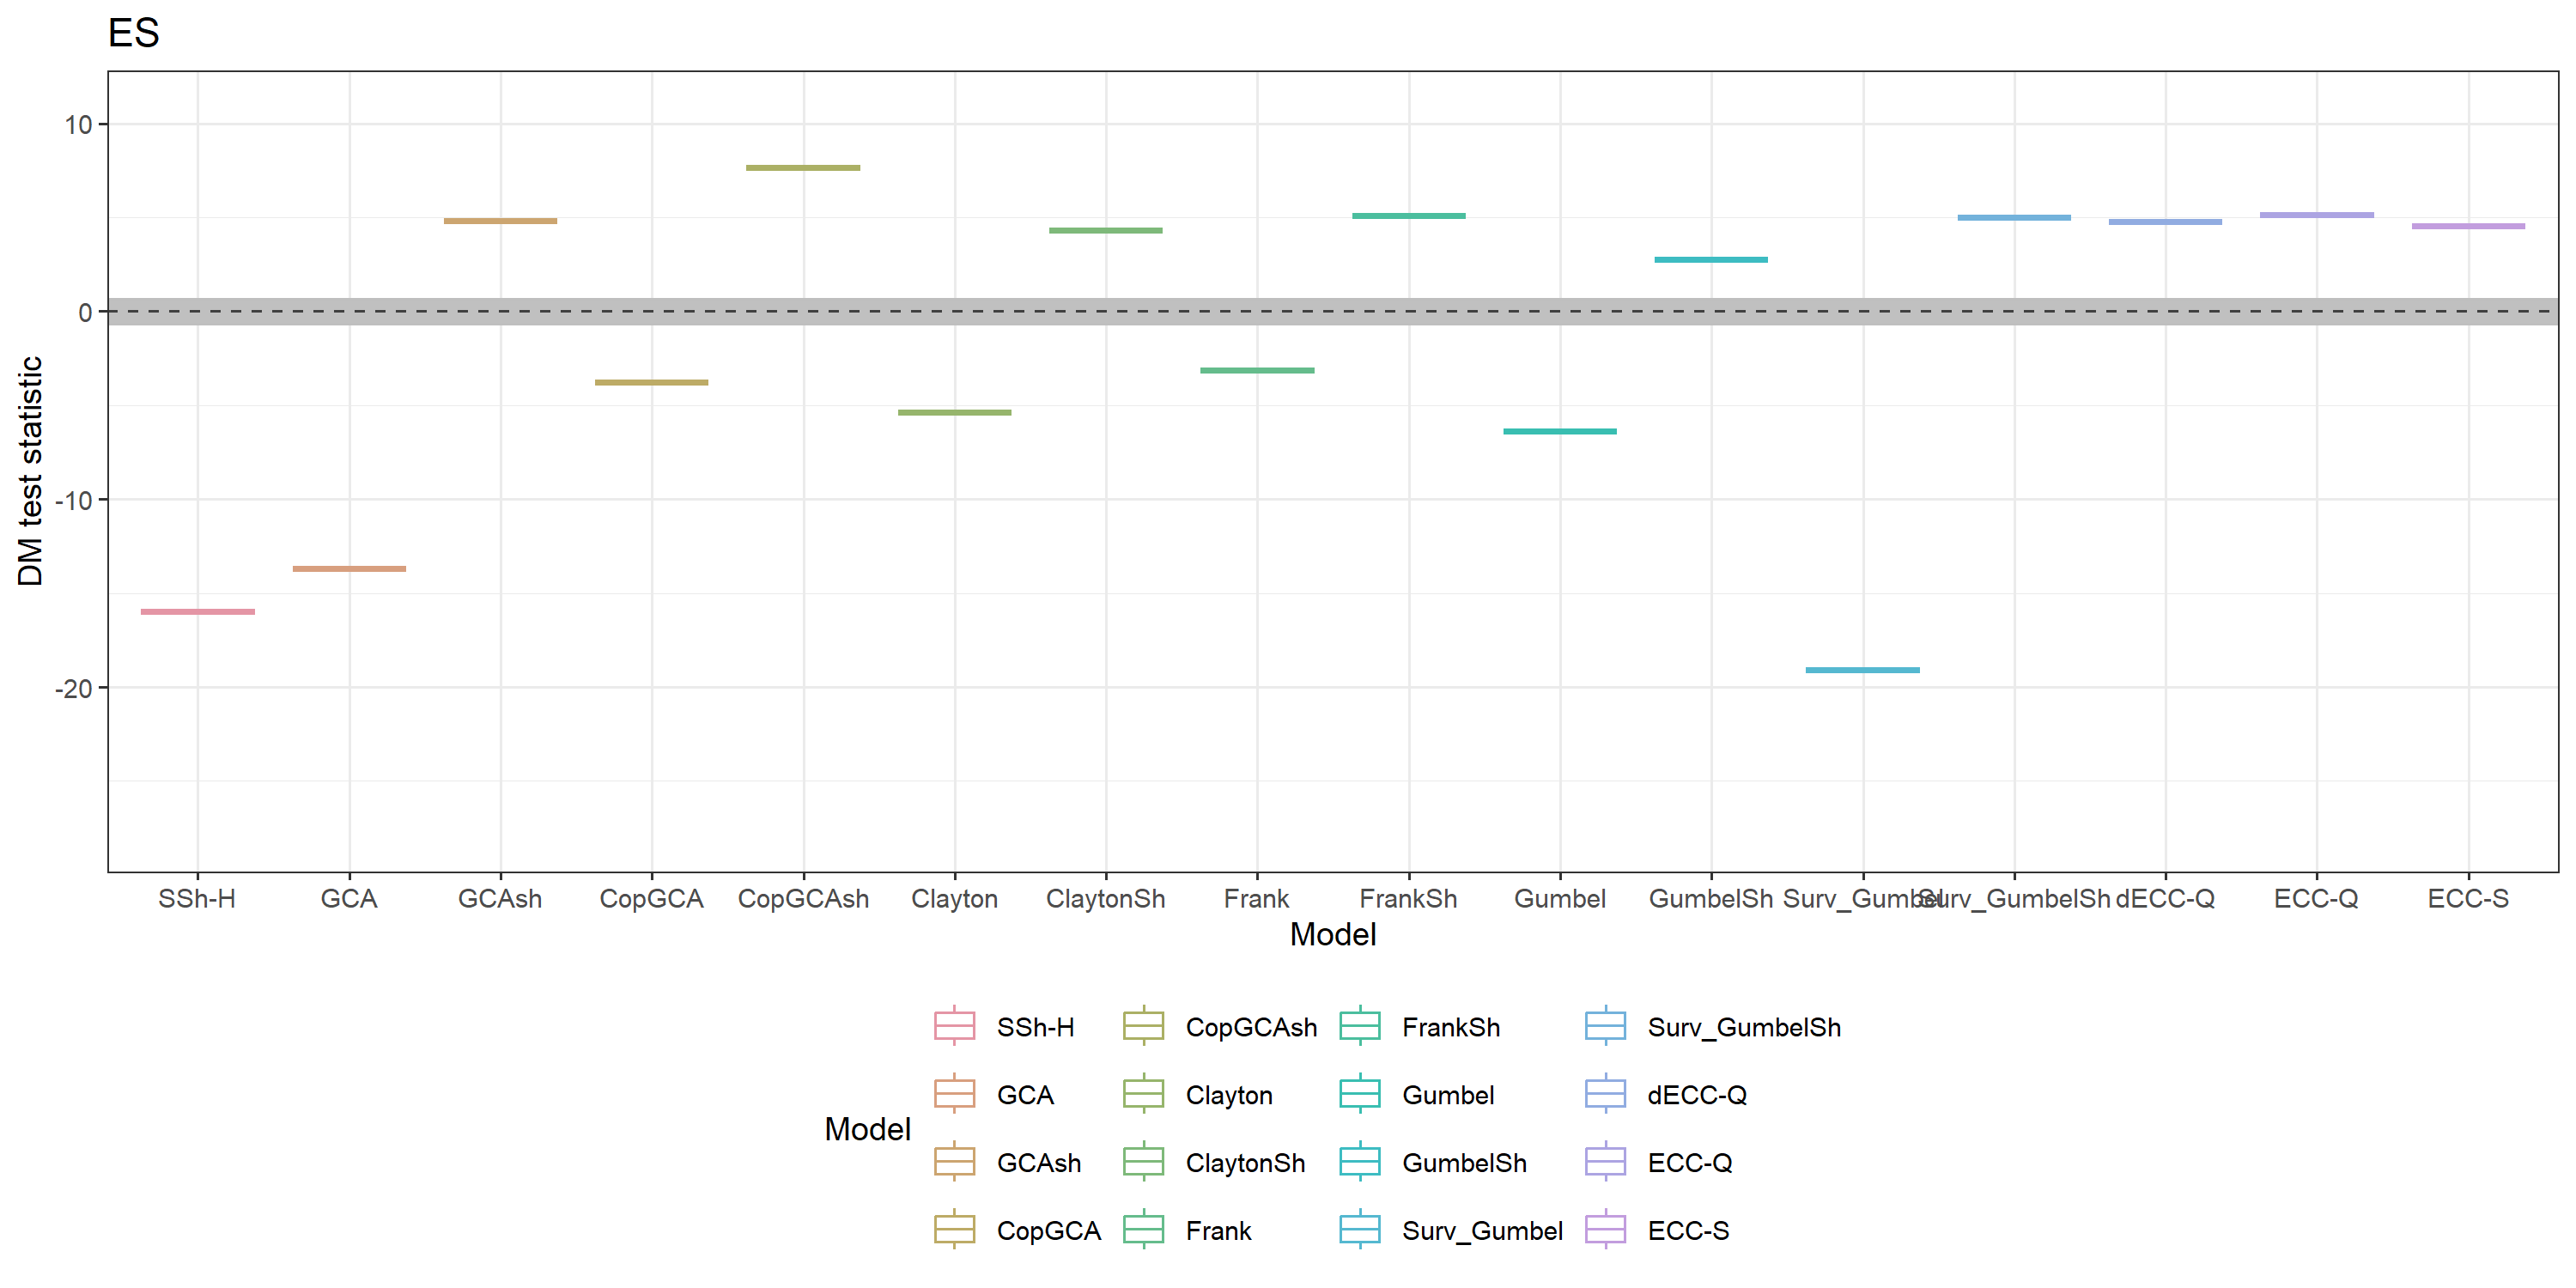 ES
10
0
-10
-20
DM test statistic
SSh-H GCA GCAsh CopGCA CopGCAsh Clayton ClaytonSh Frank FrankSh Gumbel GumbelSh Surv_Gumbel Surv_GumbelSh dECC-Q ECC-Q ECC-S
Model
Model
SSh-H CopGCAsh FrankSh Surv_GumbelSh
GCA Clayton Gumbel dECC-Q
GCAsh ClaytonSh GumbelSh ECC-Q
CopGCA Frank Surv_Gumbel ECC-S